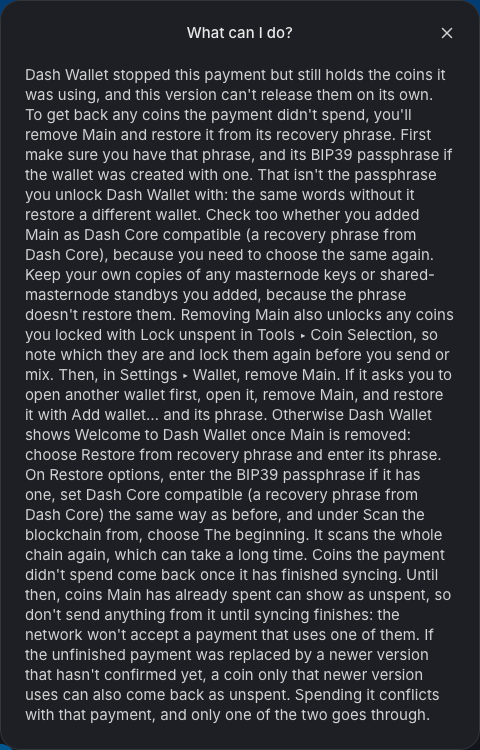 What can I do?
Dash Wallet stopped this payment but still holds the coins it
was using, and this version can't release them on its own.
To get back any coins the payment didn't spend, you'll
remove Main and restore it from its recovery phrase. First
make sure you have that phrase, and its BIP39 passphrase if
the wallet was created with one. That isn't the passphrase
you unlock Dash Wallet with: the same words without it
restore a different wallet. Check too whether you added
Main as Dash Core compatible (a recovery phrase from
Dash Core), because you need to choose the same again.
Keep your own copies of any masternode keys or shared-
masternode standbys you added, because the phrase
doesn't restore them. Removing Main also unlocks any coins
you locked with Lock unspent in Tools ‣ Coin Selection, so
note which they are and lock them again before you send or
mix. Then, in Settings ‣ Wallet, remove Main. If it asks you to
open another wallet first, open it, remove Main, and restore
it with Add wallet... and its phrase. Otherwise Dash Wallet
shows Welcome to Dash Wallet once Main is removed:
choose Restore from recovery phrase and enter its phrase.
On Restore options, enter the BIP39 passphrase if it has
one, set Dash Core compatible (a recovery phrase from
Dash Core) the same way as before, and under Scan the
blockchain from, choose The beginning. It scans the whole
chain again, which can take a long time. Coins the payment
didn't spend come back once it has finished syncing. Until
then, coins Main has already spent can show as unspent, so
don't send anything from it until syncing finishes: the
network won't accept a payment that uses one of them. If
the unfinished payment was replaced by a newer version
that hasn't confirmed yet, a coin only that newer version
uses can also come back as unspent. Spending it conflicts
with that payment, and only one of the two goes through.